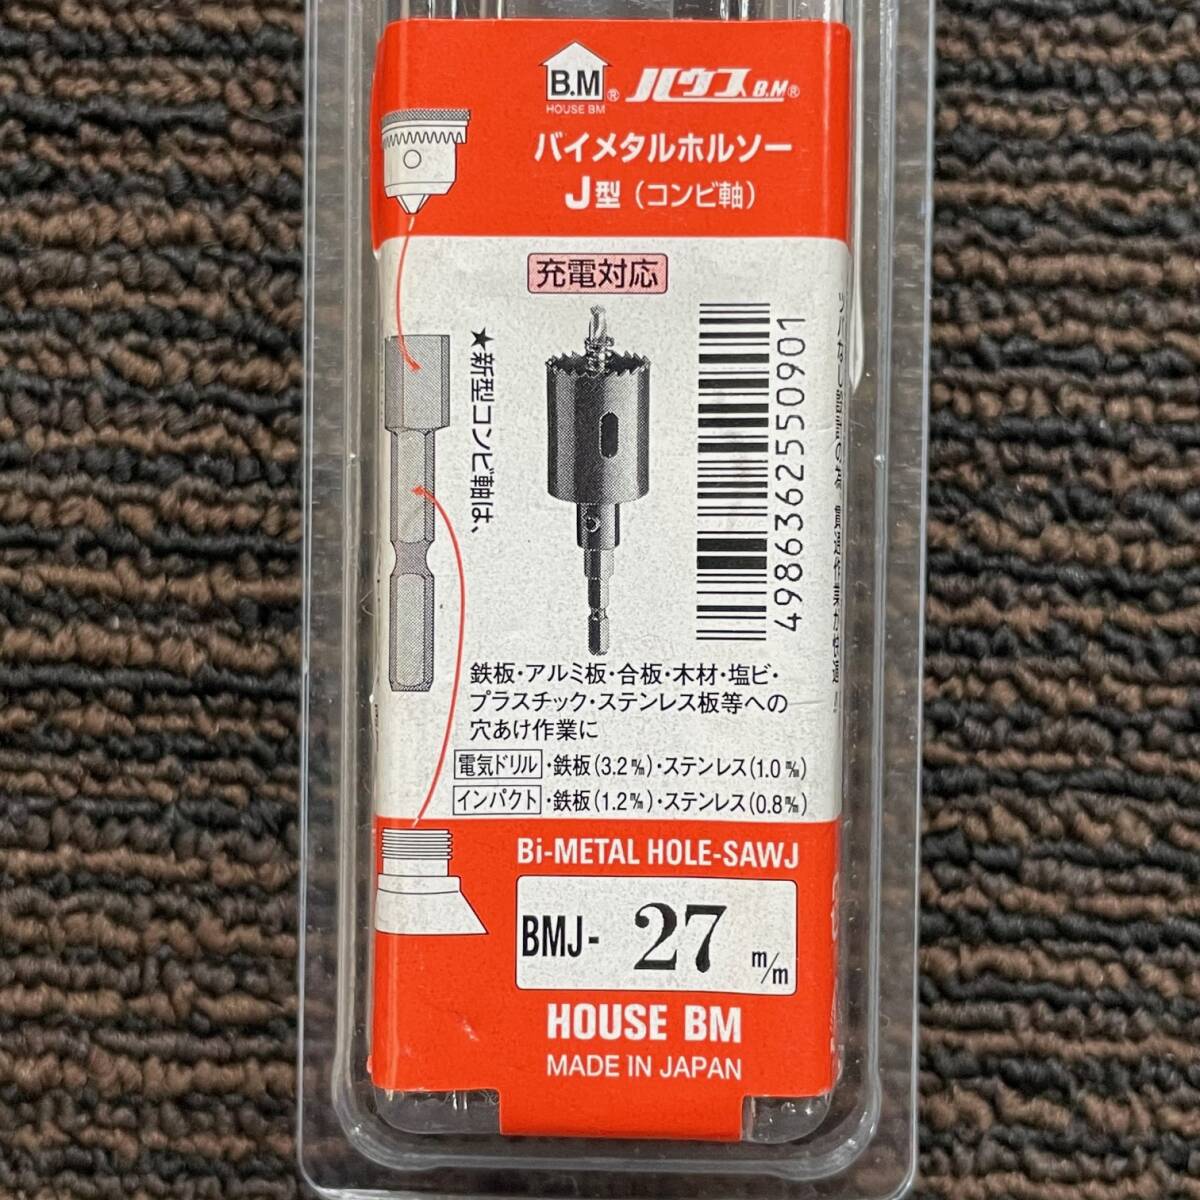 B.M®
HOUSE BM
ハウスB.M®
バイメタルホルソー
J型（コンビ軸）
充電対応
★新型コンビ軸は、
4986362550901
鉄板・アルミ板・合板・木材・塩ビ・
プラスチック・ステンレス板等への
穴あけ作業に
電気ドリル・鉄板(3.2m/m)・ステンレス(1.0m/m)
インパクト・鉄板(1.2m/m)・ステンレス(0.8m/m)
Bi-METAL HOLE-SAWJ
BMJ- 27 m/m
HOUSE BM
MADE IN JAPAN